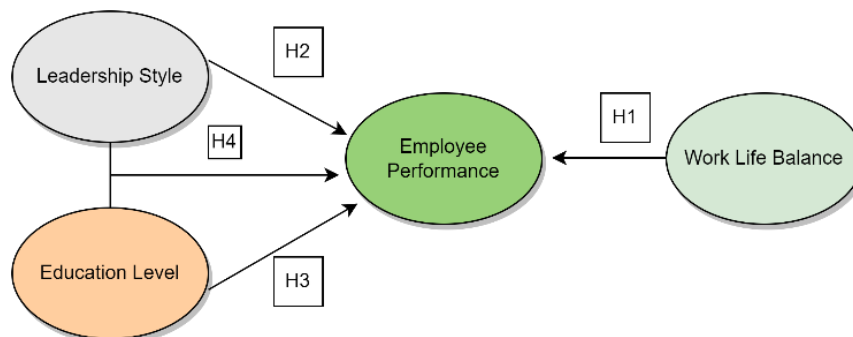 Leadership Style
H2
H4
Employee
Performance
H1
Work Life Balance
Education Level
H3